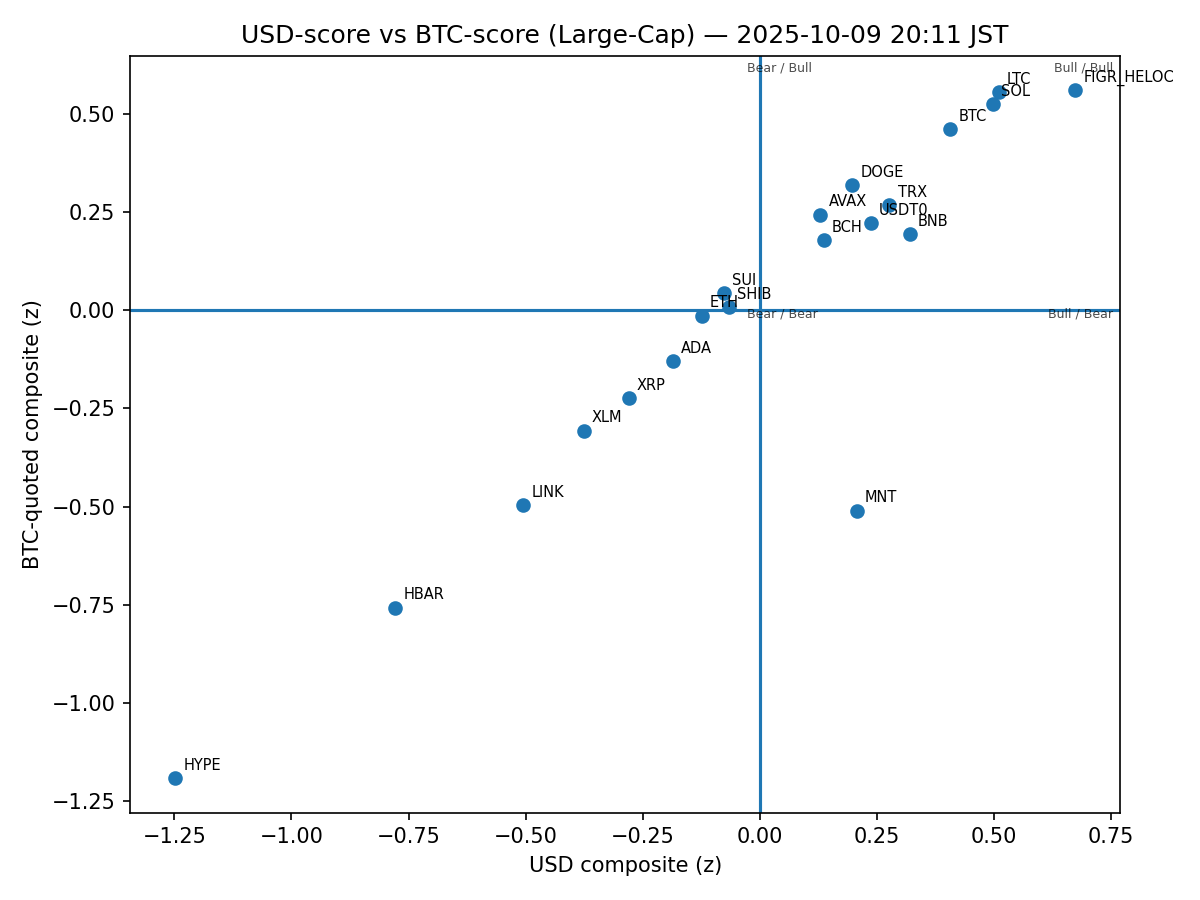 USD-score vs BTC-score (Large-Cap) — 2025-10-09 20:11 JST
Bear / Bull
Bull / Bull
LTC
FIGR_HELOC
SOL
BTC
DOGE
TRX
AVAX
USDT0
BNB
BCH
SUI
SHIB
ETH
Bear / Bear
Bull / Bear
ADA
XRP
XLM
LINK
MNT
HBAR
HYPE
0.50
0.25
0.00
−0.25
−0.50
−0.75
−1.00
−1.25
BTC-quoted composite (z)
−1.25
−1.00
−0.75
−0.50
−0.25
0.00
0.25
0.50
0.75
USD composite (z)